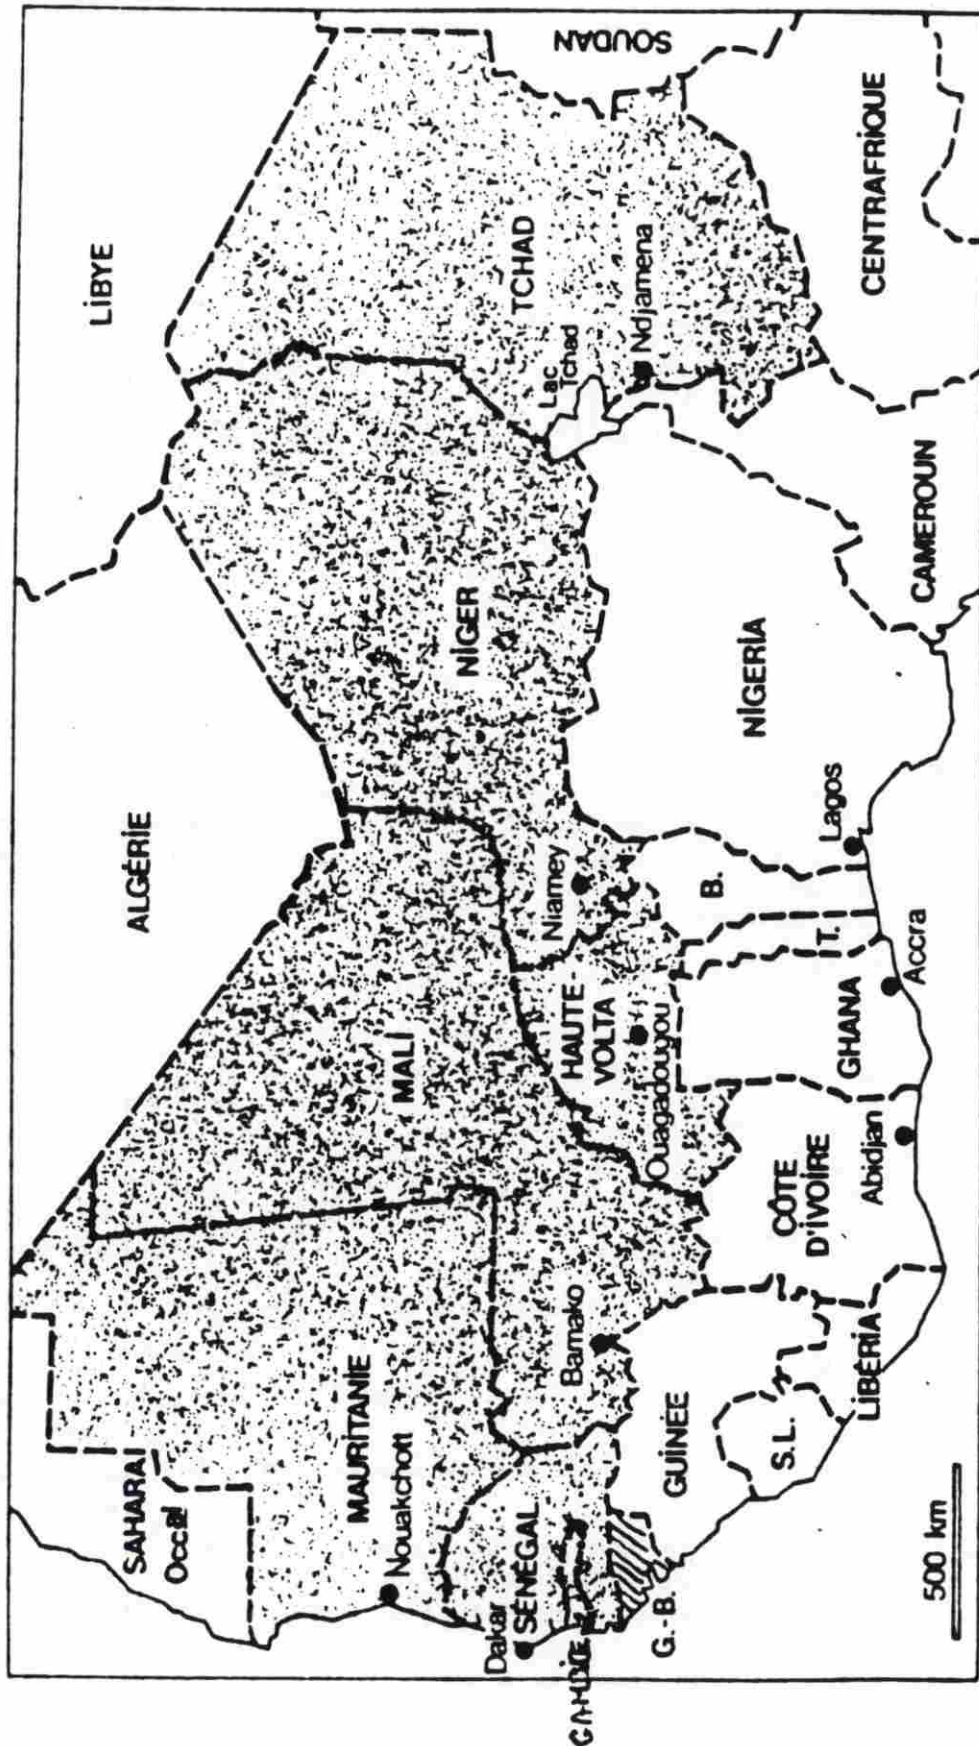 LIBYE
ALGÉRIE
SAHARA
Occal
SOUDAN
TCHAD
Lac
Tchad
Ndjamena
NIGER
MALI
MAURITANIE
Nouakchott
Niamey
HAUTE-
VOLTA
Ouagadougou
Bamako
Dakar
SÉNÉGAL
GAMBIE
G.-B.
GUINÉE
S.L.
LIBÉRIA
CÔTE
D'IVOIRE
Abidjan
GHANA
Accra
T.
B.
Lagos
NIGERIA
CAMEROUN
CENTRAFRIQUE
500 km